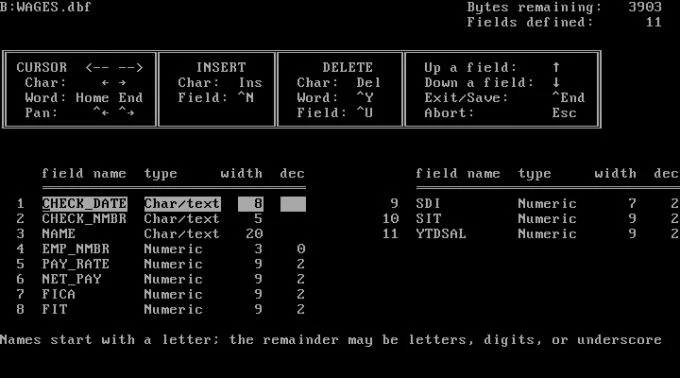 B:WAGES.dbf Bytes remaining: 3903
Fields defined: 11
CURSOR <-- --> INSERT DELETE Up a field: ↑
Char: ← → Char: Ins Char: Del Down a field: ↓
Word: Home End Field: ^N Word: ^Y Exit/Save: ^End
Pan: ^← ^→ Field: ^U Abort: Esc
field name type width dec field name type width dec
1 CHECK_DATE Char/text 8 9 SDI Numeric 7 2
2 CHECK_NMBR Char/text 5 10 SIT Numeric 9 2
3 NAME Char/text 20 11 YTDSAL Numeric 9 2
4 EMP_NMBR Numeric 3 0
5 PAY_RATE Numeric 9 2
6 NET_PAY Numeric 9 2
7 FICA Numeric 9 2
8 FIT Numeric 9 2
Names start with a letter; the remainder may be letters, digits, or underscore